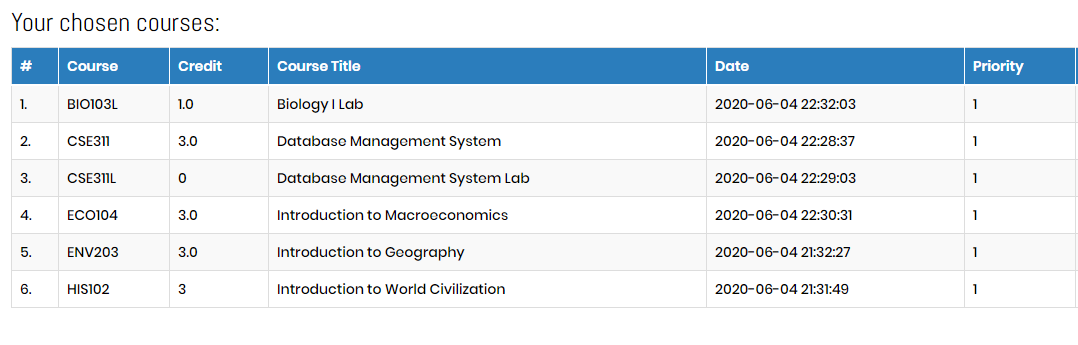 Your chosen courses:
# Course Credit Course Title Date Priority
1. BIO103L 1.0 Biology I Lab 2020-06-04 22:32:03 1
2. CSE311 3.0 Database Management System 2020-06-04 22:28:37 1
3. CSE311L 0 Database Management System Lab 2020-06-04 22:29:03 1
4. ECO104 3.0 Introduction to Macroeconomics 2020-06-04 22:30:31 1
5. ENV203 3.0 Introduction to Geography 2020-06-04 21:32:27 1
6. HIS102 3 Introduction to World Civilization 2020-06-04 21:31:49 1